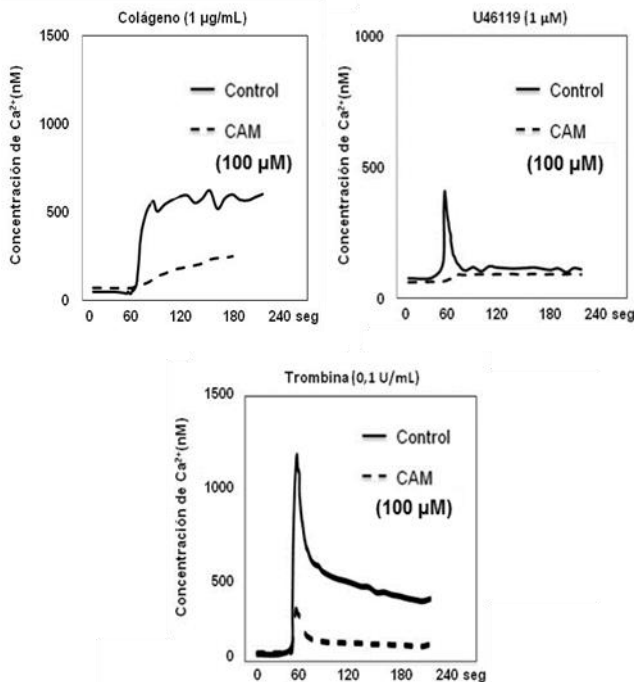 Colágeno (1 µg/mL)
Concentración de Ca²⁺(nM)
1500
1000
500
0
Control
CAM
(100 µM)
0 60 120 180 240 seg
U46119 (1 µM)
Concentración de Ca²⁺(nM)
1000
500
0
Control
CAM
(100 µM)
0 60 120 180 240 seg
Trombina (0,1 U/mL)
Concentración de Ca²⁺(nM)
1500
1000
500
0
Control
CAM
(100 µM)
0 60 120 180 240 seg